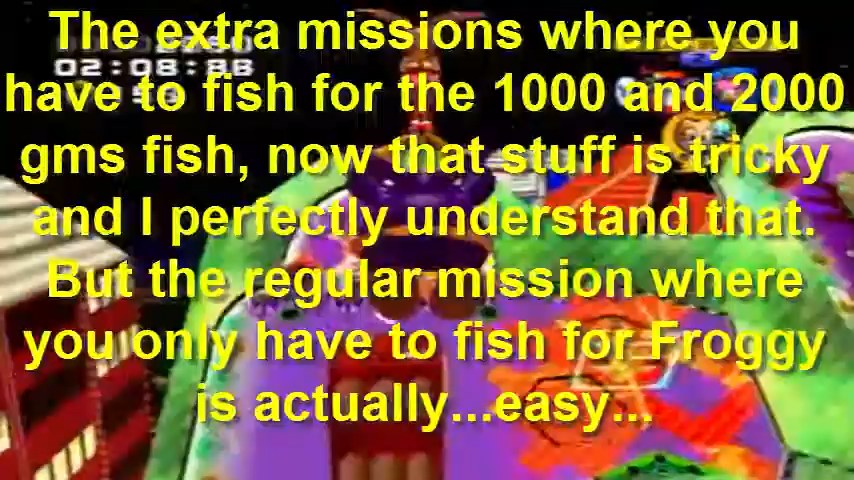 The extra missions where you
have to fish for the 1000 and 2000
gms fish, now that stuff is tricky
and I perfectly understand that.
But the regular mission where
you only have to fish for Froggy
is actually...easy...
02:08:88